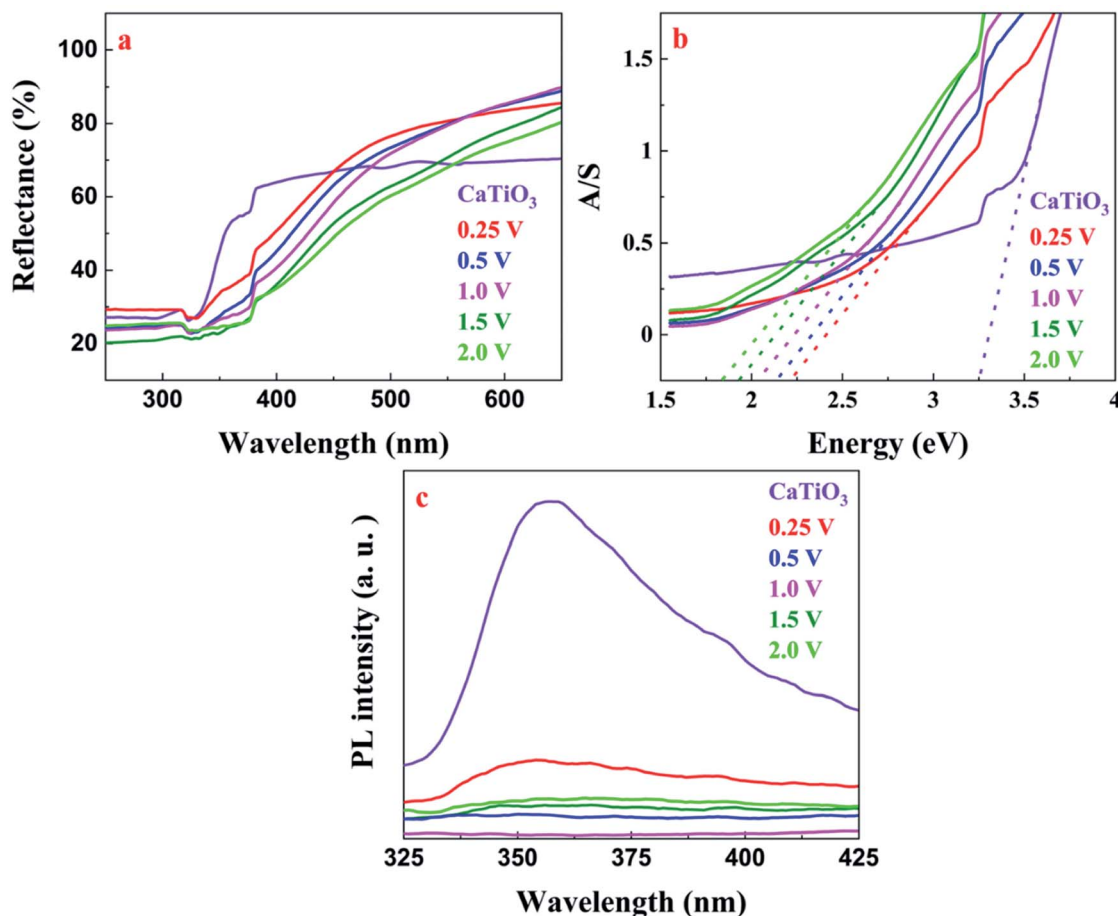 a
100
80
60
40
20
Reflectance (%)
CaTiO₃
0.25 V
0.5 V
1.0 V
1.5 V
2.0 V
300 400 500 600
Wavelength (nm)
b
1.5
1
0.5
0
A/S
CaTiO₃
0.25 V
0.5 V
1.0 V
1.5 V
2.0 V
1.5 2 2.5 3 3.5 4
Energy (eV)
c
PL intensity (a. u.)
CaTiO₃
0.25 V
0.5 V
1.0 V
1.5 V
2.0 V
325 350 375 400 425
Wavelength (nm)